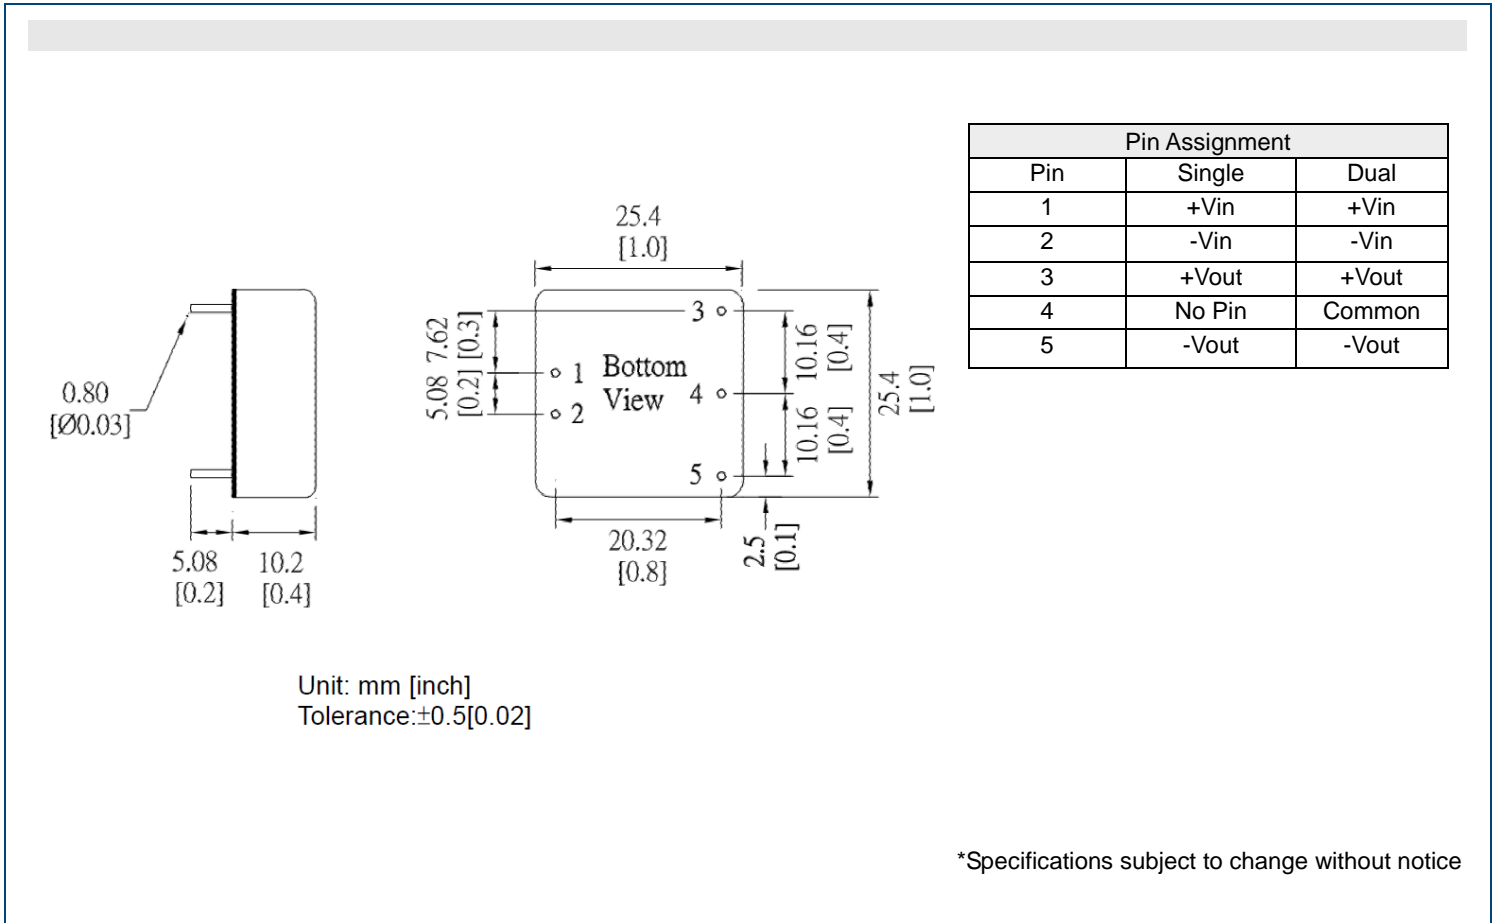 Pin Assignment
Pin Single Dual
1 +Vin +Vin
2 -Vin -Vin
3 +Vout +Vout
4 No Pin Common
5 -Vout -Vout
25.4
[1.0]
0.80
[Ø0.03]
5.08
[0.2]
10.2
[0.4]
7.62
[0.3]
5.08
[0.2]
3
1
2
Bottom
View
4
5
10.16
[0.4]
10.16
[0.4]
25.4
[1.0]
20.32
[0.8]
2.5
[0.1]
Unit: mm [inch]
Tolerance:±0.5[0.02]
*Specifications subject to change without notice